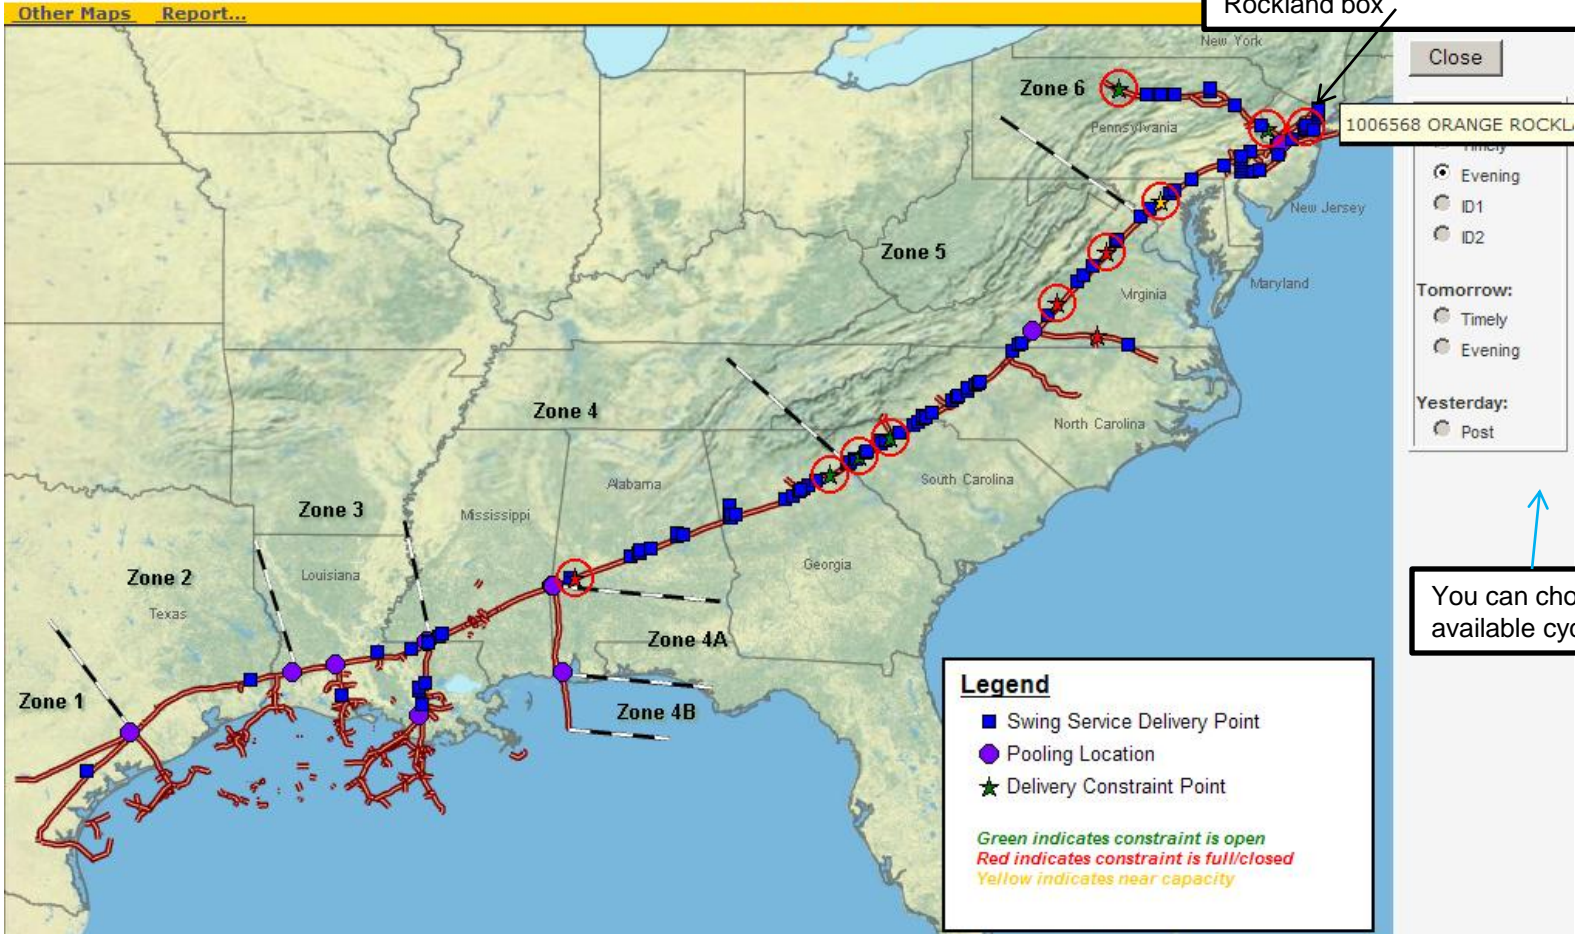 Other Maps Report...
Rockland box
New York
Close
Zone 6
Pennsylvania
1006568 ORANGE ROCKL
Evening
ID1
ID2
New Jersey
Zone 5
Maryland
Virginia
Tomorrow:
Timely
Evening
Yesterday:
Post
Zone 4
North Carolina
South Carolina
Alabama
Zone 3
Mississippi
Georgia
Zone 2
Louisiana
Texas
You can cho
available cyc
Zone 4A
Zone 1
Zone 4B
Legend
Swing Service Delivery Point
Pooling Location
Delivery Constraint Point
Green indicates constraint is open
Red indicates constraint is full/closed
Yellow indicates near capacity